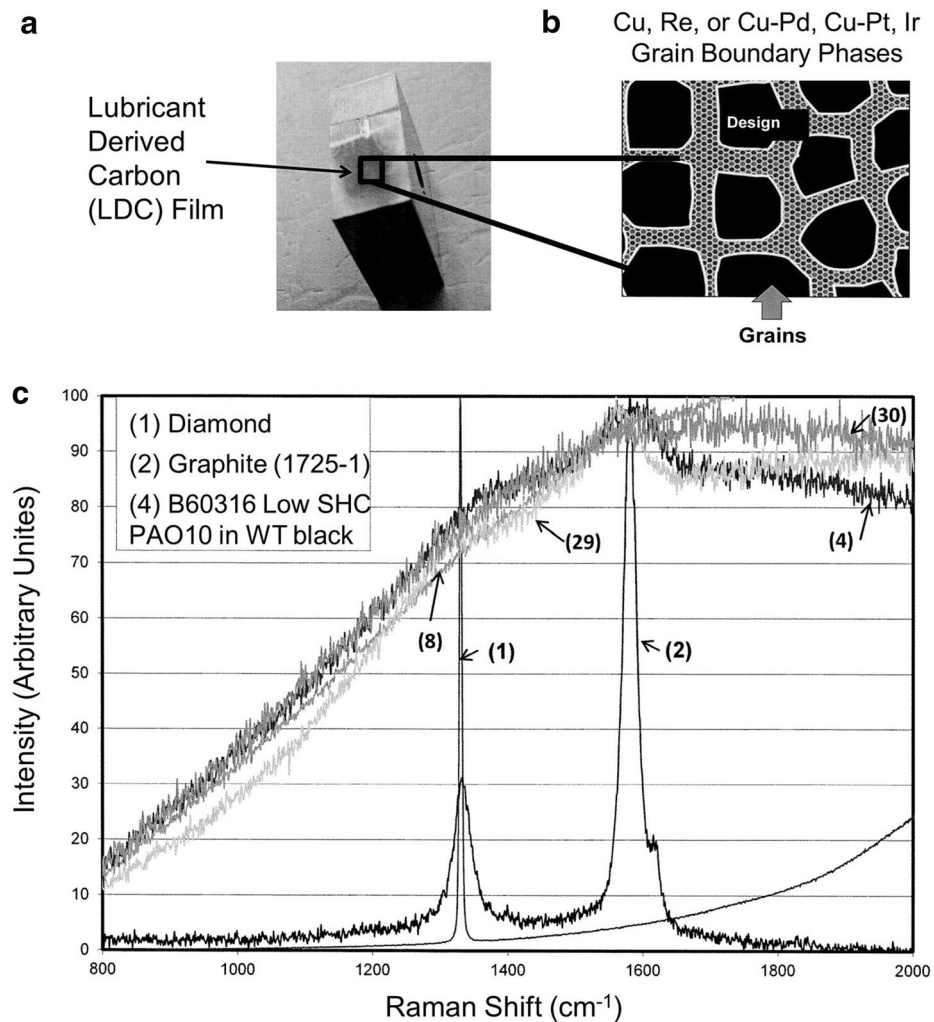 a
b
Cu, Re, or Cu-Pd, Cu-Pt, Ir
Grain Boundary Phases
Lubricant
Derived
Carbon
(LDC) Film
Design
Grains
c
100
90
80
70
60
50
40
30
20
10
0
Intensity (Arbitrary Unites)
(1) Diamond
(2) Graphite (1725-1)
(4) B60316 Low SHC
PAO10 in WT black
(30)
(29)
(4)
(8)
(1)
(2)
800
1000
1200
1400
1600
1800
2000
Raman Shift (cm-1)